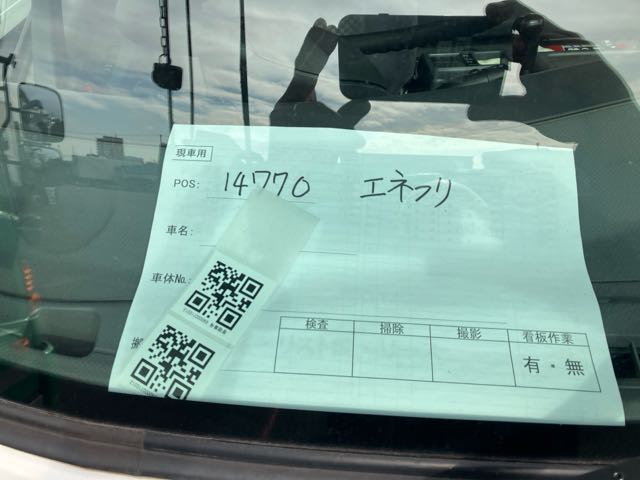 現車用
POS: 14770 エネフリ
車名:
車体No.:
搬
検査 掃除 撮影 看板作業
有・無